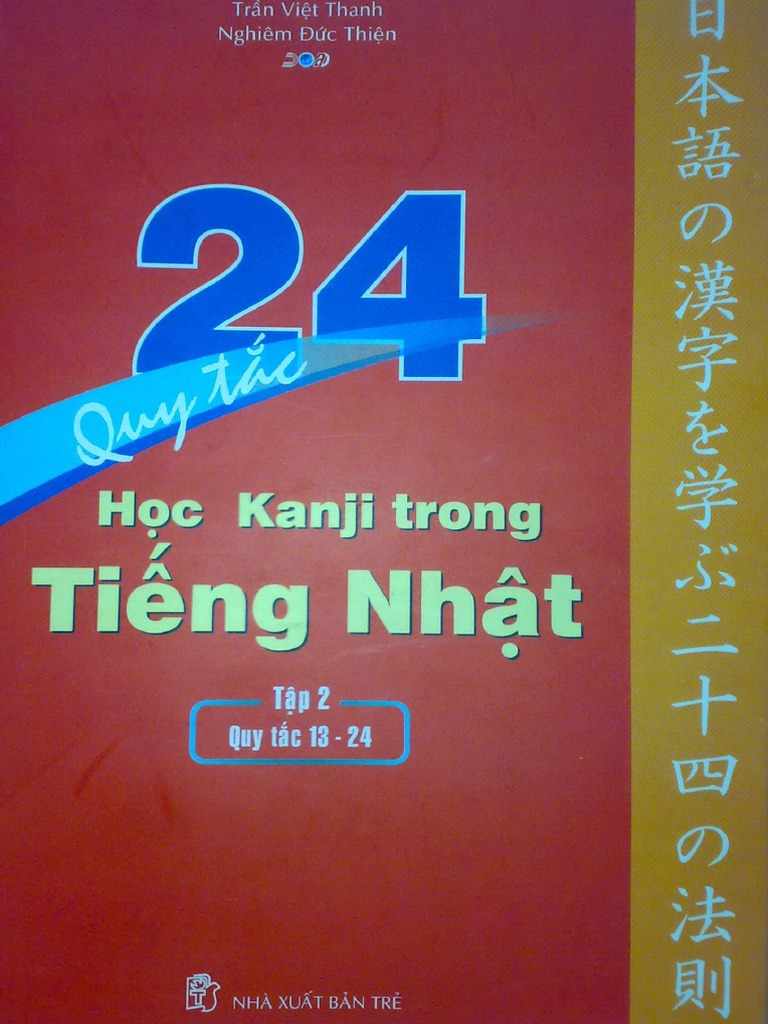 Trần Việt Thanh
Nghiêm Đức Thiện
24
Quy tắc
Học Kanji trong
Tiếng Nhật
Tập 2
Quy tắc 13 - 24
NHÀ XUẤT BẢN TRẺ
日本語の漢字を学ぶ二十四の法則